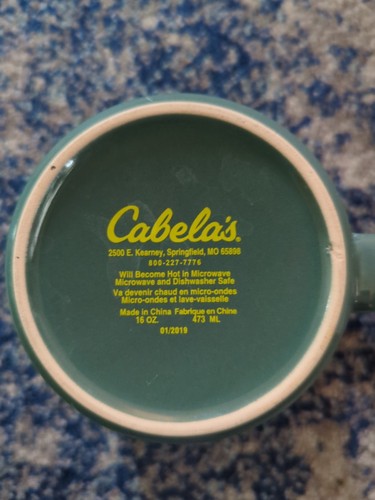 Cabela's®
2500 E. Kearney, Springfield, MO 65898
800-227-7776
Will Become Hot in Microwave
Microwave and Dishwasher Safe
Va devenir chaud en micro-ondes
Micro-ondes et lave-vaisselle
Made in China Fabrique en Chine
16 OZ. 473 ML
01/2019